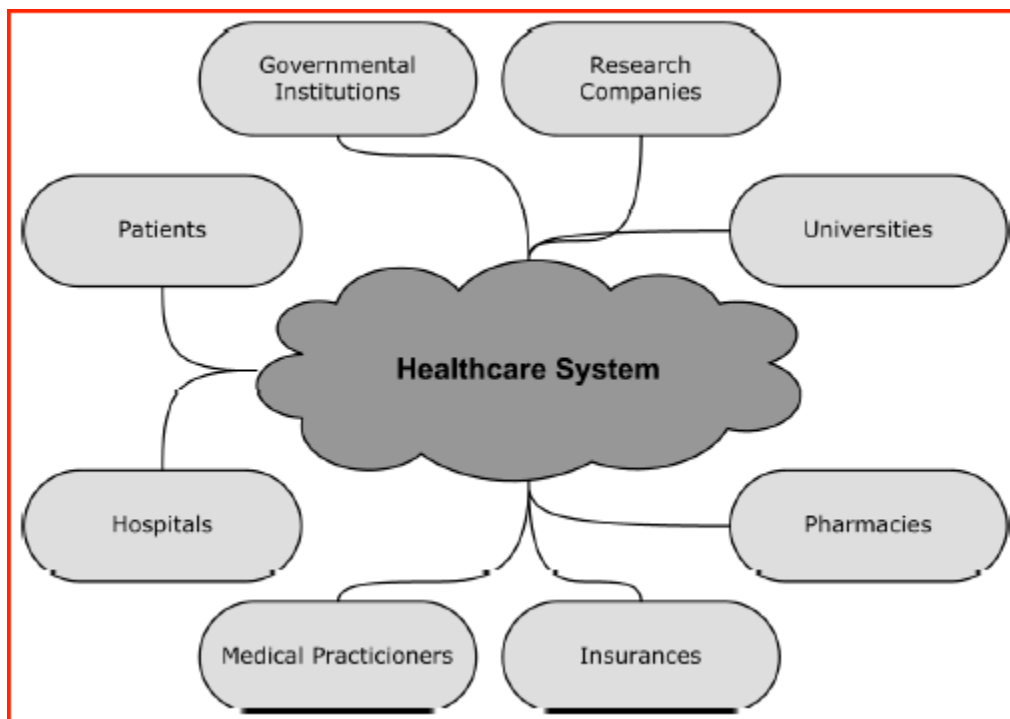 Governmental
Institutions
Research
Companies
Patients
Universities
Healthcare System
Hospitals
Pharmacies
Medical Practicioners
Insurances